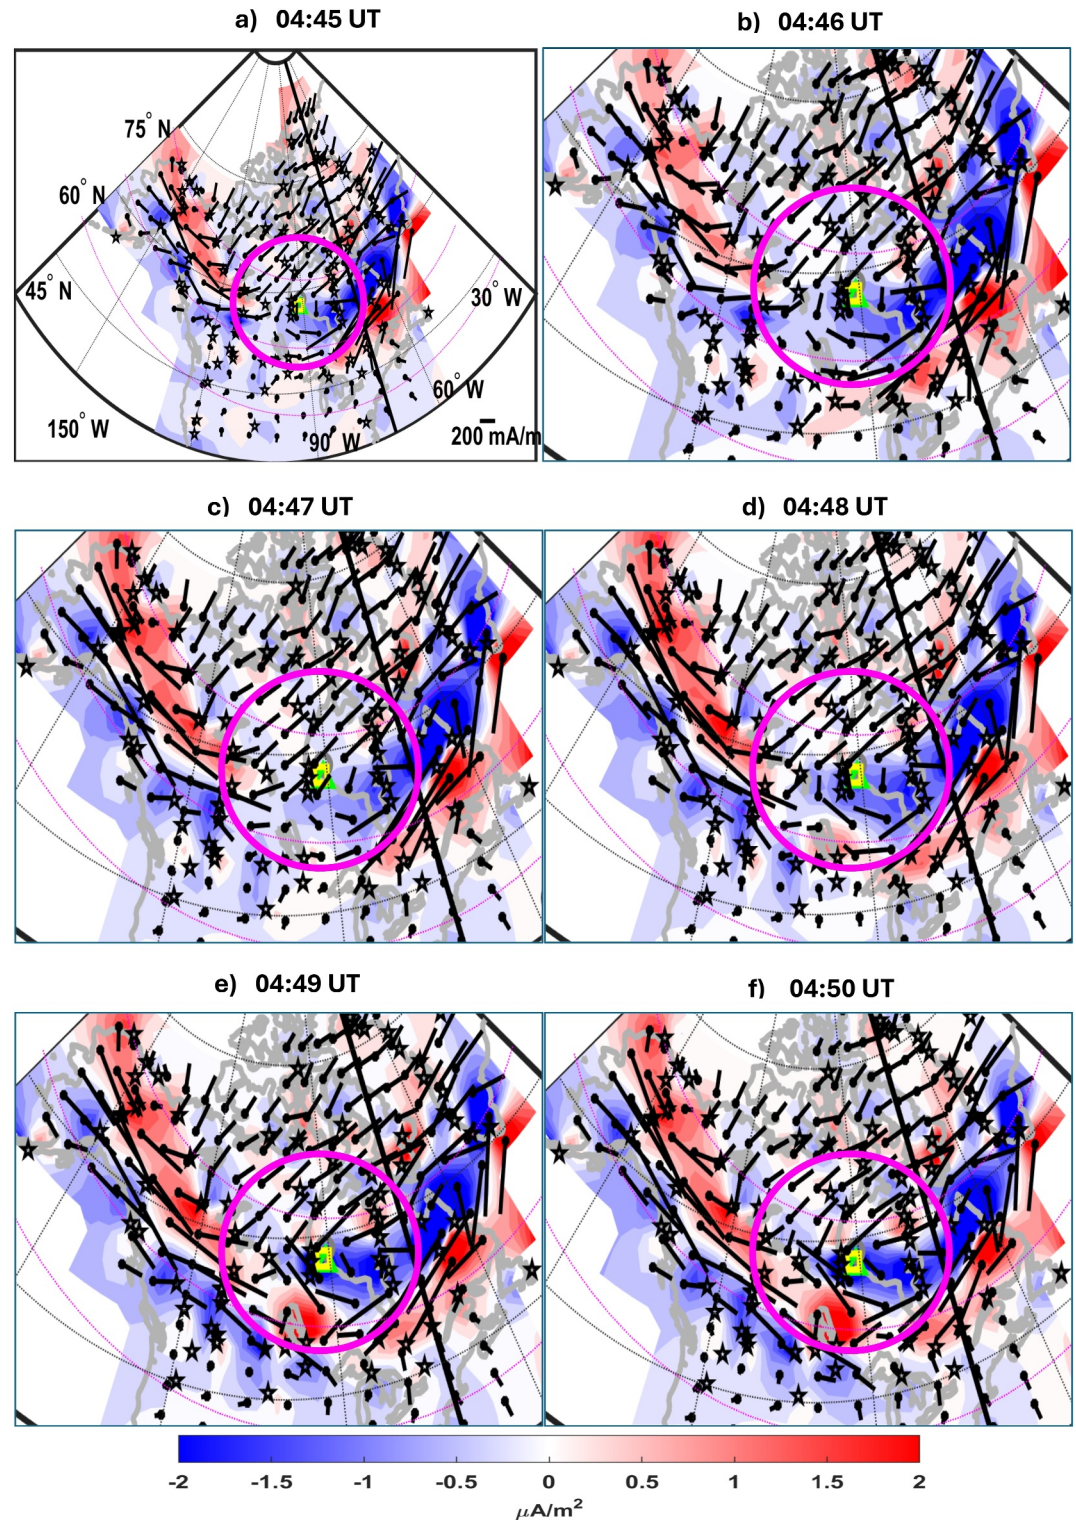 a) 04:45 UT
b) 04:46 UT
75° N
60° N
45° N
30° W
60° W
150° W
90° W
200 mA/m
c) 04:47 UT
d) 04:48 UT
e) 04:49 UT
f) 04:50 UT
-2 -1.5 -1 -0.5 0 0.5 1 1.5 2
μA/m²